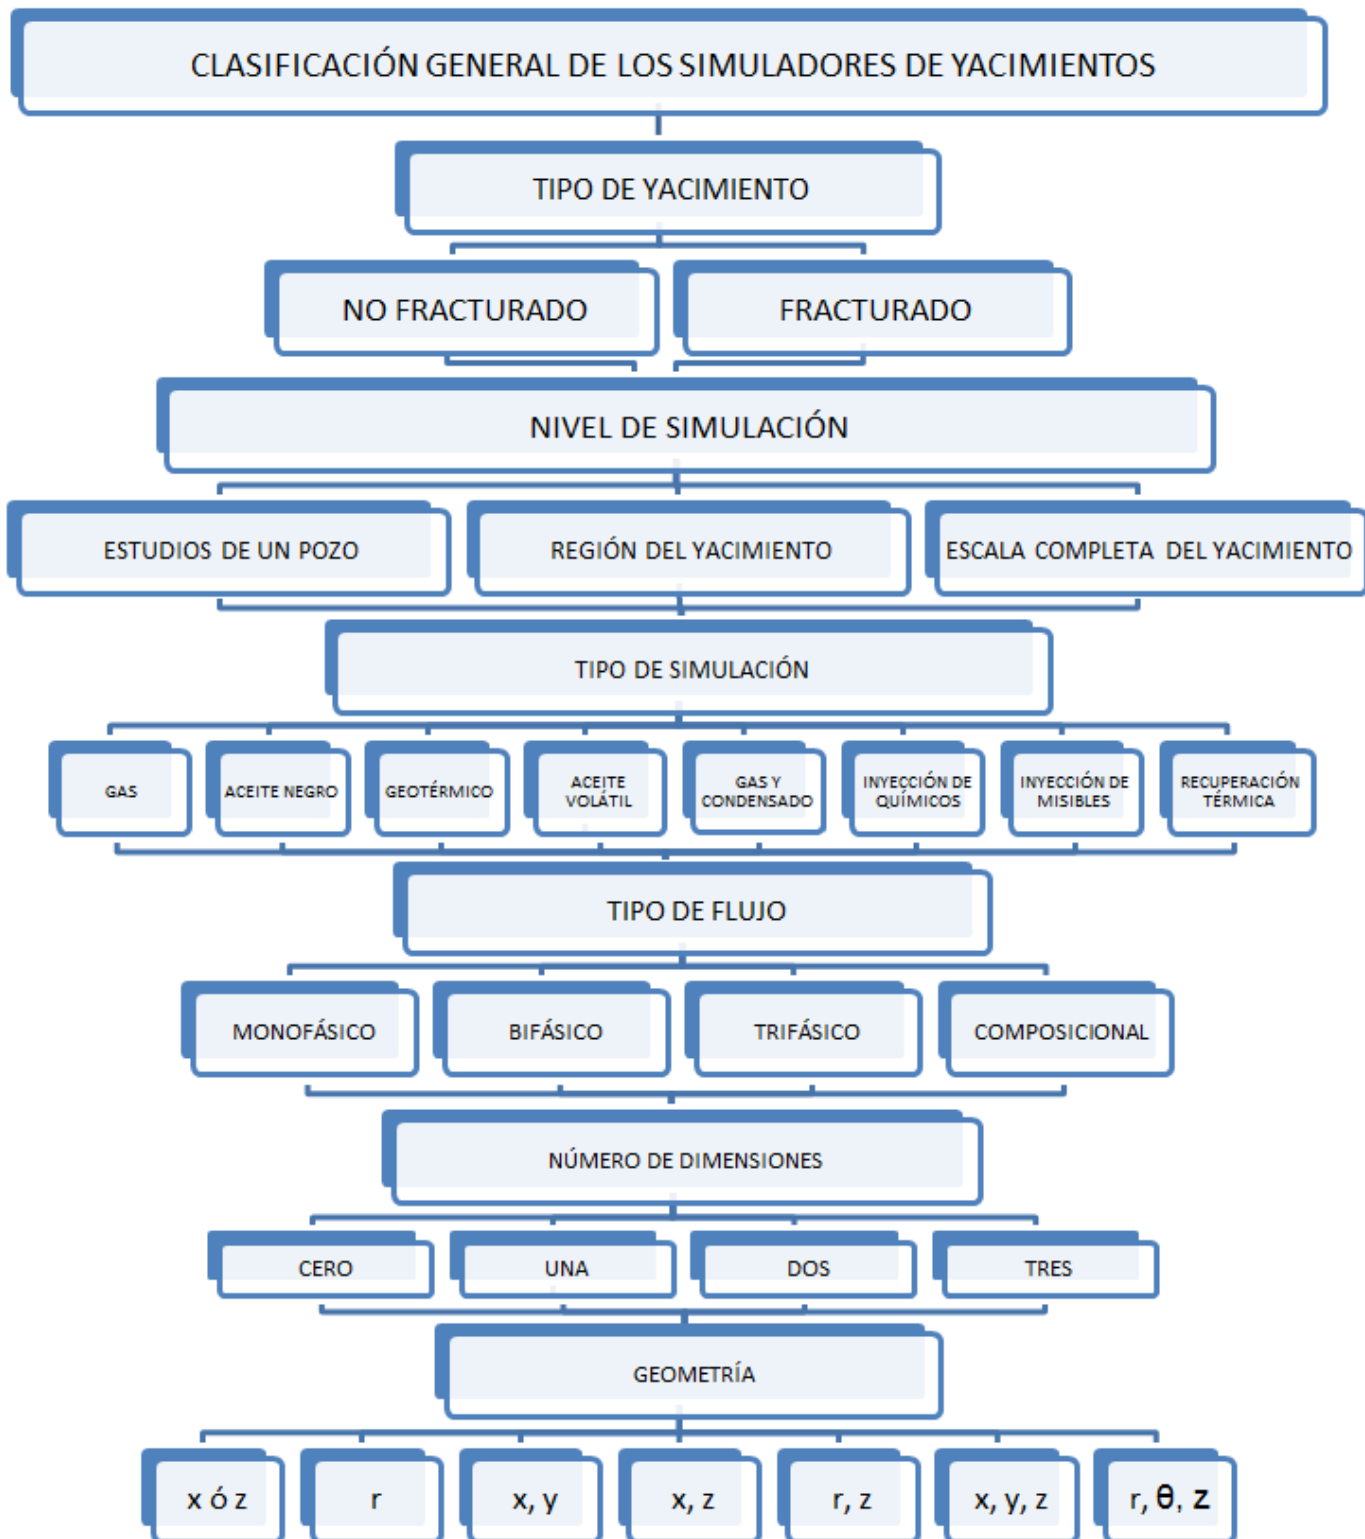 CLASIFICACIÓN GENERAL DE LOS SIMULADORES DE YACIMIENTOS
TIPO DE YACIMIENTO
NO FRACTURADO
FRACTURADO
NIVEL DE SIMULACIÓN
ESTUDIOS DE UN POZO
REGIÓN DEL YACIMIENTO
ESCALA COMPLETA DEL YACIMIENTO
TIPO DE SIMULACIÓN
GAS
ACEITE NEGRO
GEOTÉRMICO
ACEITE
VOLÁTIL
GAS Y
CONDENSADO
INYECCIÓN DE
QUÍMICOS
INYECCIÓN DE
MISIBLES
RECUPERACIÓN
TÉRMICA
TIPO DE FLUJO
MONOFÁSICO
BIFÁSICO
TRIFÁSICO
COMPOSICIONAL
NÚMERO DE DIMENSIONES
CERO
UNA
DOS
TRES
GEOMETRÍA
x ó z
r
x, y
x, z
r, z
x, y, z
r, θ, z